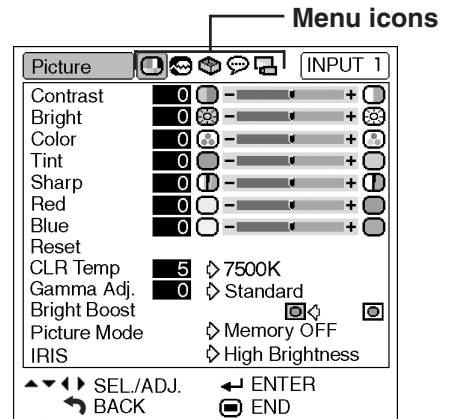 Menu icons
Picture INPUT 1
Contrast 0 - +
Bright 0 - +
Color 0 - +
Tint 0 - +
Sharp 0 - +
Red 0 - +
Blue 0 - +
Reset
CLR Temp 5 7500K
Gamma Adj. 0 Standard
Bright Boost
Picture Mode Memory OFF
IRIS High Brightness
SEL./ADJ. ENTER
BACK END